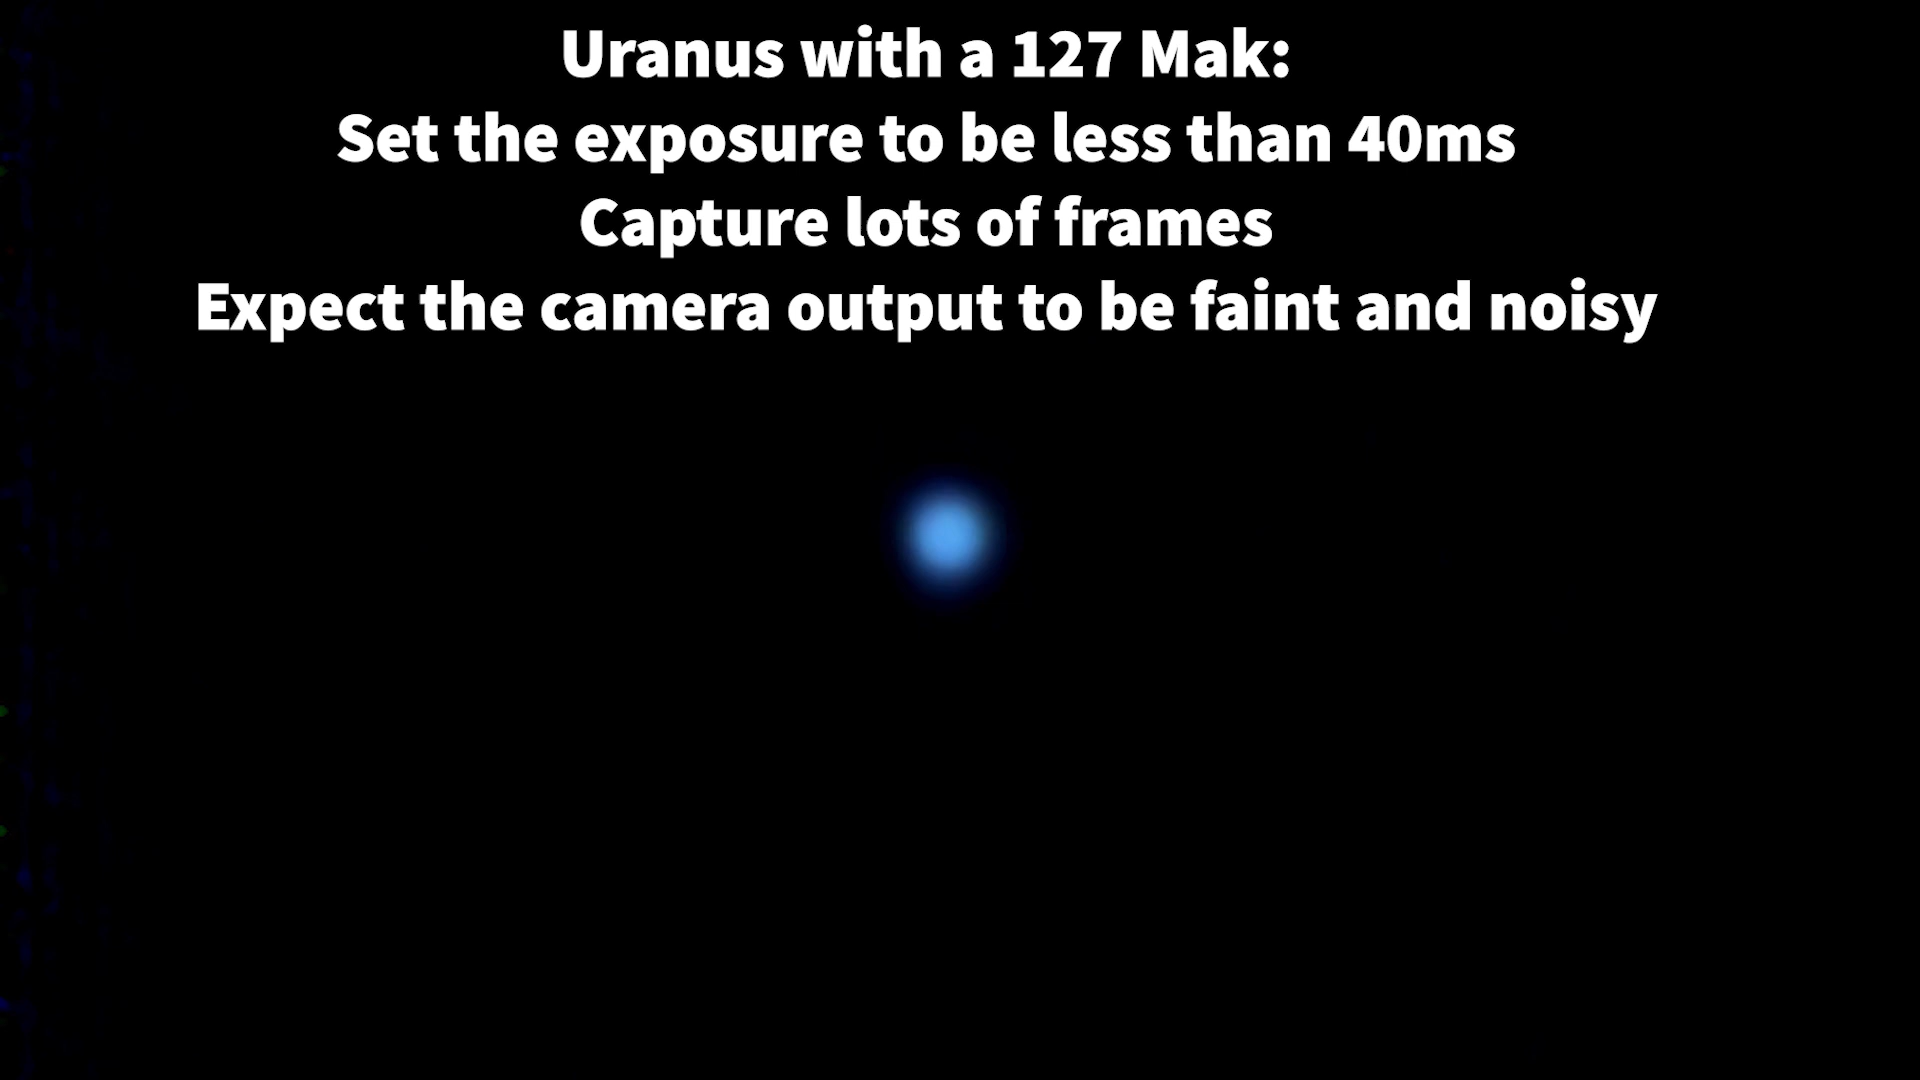 Uranus with a 127 Mak:
Set the exposure to be less than 40ms
Capture lots of frames
Expect the camera output to be faint and noisy